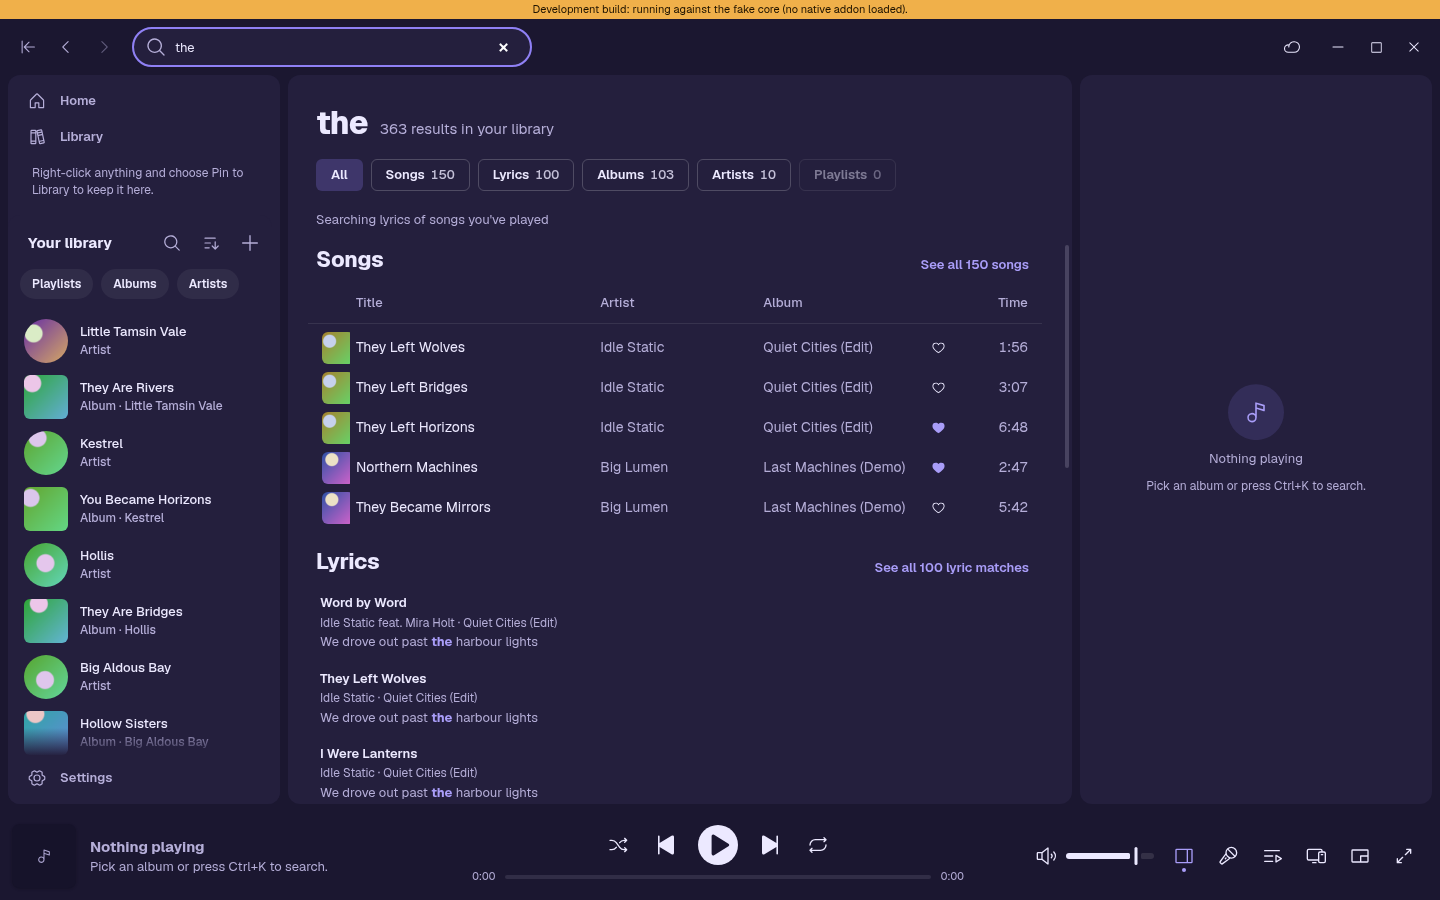 Development build: running against the fake core (no native addon loaded).
the
Home
Library
Right-click anything and choose Pin to
Library to keep it here.
Your library
Playlists Albums Artists
Little Tamsin Vale
Artist
They Are Rivers
Album · Little Tamsin Vale
Kestrel
Artist
You Became Horizons
Album · Kestrel
Hollis
Artist
They Are Bridges
Album · Hollis
Big Aldous Bay
Artist
Hollow Sisters
Album · Big Aldous Bay
Settings
the 363 results in your library
All Songs 150 Lyrics 100 Albums 103 Artists 10 Playlists 0
Searching lyrics of songs you've played
Songs See all 150 songs
Title Artist Album Time
They Left Wolves Idle Static Quiet Cities (Edit) 1:56
They Left Bridges Idle Static Quiet Cities (Edit) 3:07
They Left Horizons Idle Static Quiet Cities (Edit) 6:48
Northern Machines Big Lumen Last Machines (Demo) 2:47
They Became Mirrors Big Lumen Last Machines (Demo) 5:42
Lyrics See all 100 lyric matches
Word by Word
Idle Static feat. Mira Holt · Quiet Cities (Edit)
We drove out past the harbour lights
They Left Wolves
Idle Static · Quiet Cities (Edit)
We drove out past the harbour lights
I Were Lanterns
Idle Static · Quiet Cities (Edit)
We drove out past the harbour lights
Nothing playing
Pick an album or press Ctrl+K to search.
Nothing playing
Pick an album or press Ctrl+K to search.
0:00 0:00